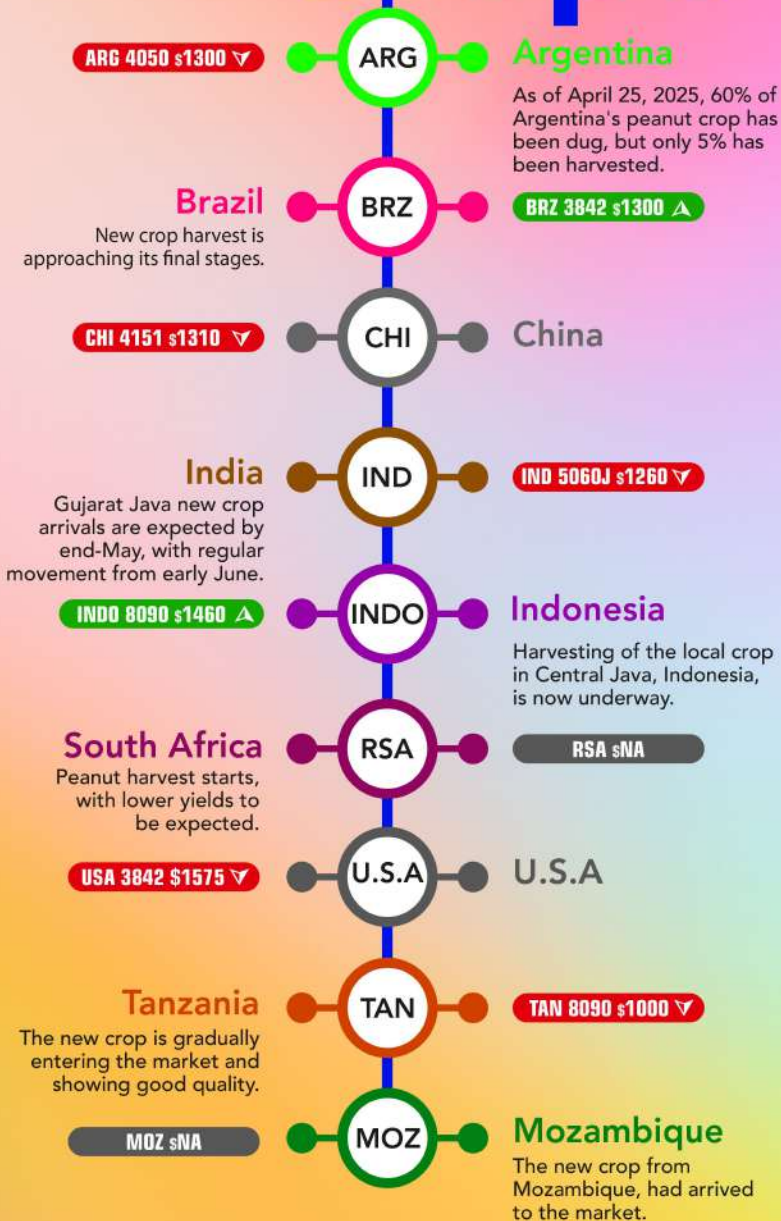 ARG 4050 $1300
ARG
Argentina
As of April 25, 2025, 60% of
Argentina's peanut crop has
been dug, but only 5% has
been harvested.
Brazil
New crop harvest is
approaching its final stages.
BRZ
BRZ 3842 $1300
CHI 4151 $1310
CHI
China
India
Gujarat Java new crop
arrivals are expected by
end-May, with regular
movement from early June.
IND
IND 5060J $1260
INDO 8090 $1460
INDO
Indonesia
Harvesting of the local crop
in Central Java, Indonesia,
is now underway.
South Africa
Peanut harvest starts,
with lower yields to
be expected.
RSA
RSA $NA
USA 3842 $1575
U.S.A
U.S.A
Tanzania
The new crop is gradually
entering the market and
showing good quality.
TAN
TAN 8090 $1000
MOZ $NA
MOZ
Mozambique
The new crop from
Mozambique, had arrived
to the market.